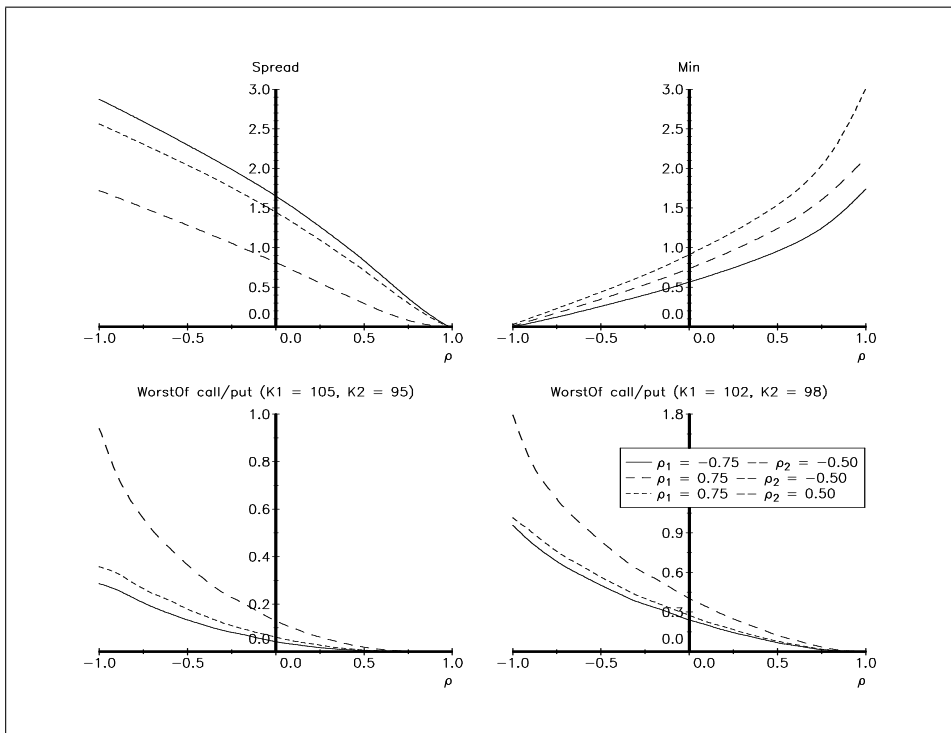 Spread
3.0
2.5
2.0
1.5
1.0
0.5
0.0
−1.0 −0.5 0.0 0.5 1.0
ρ
Min
3.0
2.5
2.0
1.5
1.0
0.5
0.0
−1.0 −0.5 0.0 0.5 1.0
ρ
WorstOf call/put (K1 = 105, K2 = 95)
1.0
0.8
0.6
0.4
0.2
0.0
−1.0 −0.5 0.0 0.5 1.0
ρ
WorstOf call/put (K1 = 102, K2 = 98)
1.8
ρ₁ = −0.75 −− ρ₂ = −0.50
ρ₁ = 0.75 −− ρ₂ = −0.50
ρ₁ = 0.75 −− ρ₂ = 0.50
0.9
0.6
0.3
0.0
−1.0 −0.5 0.0 0.5 1.0
ρ